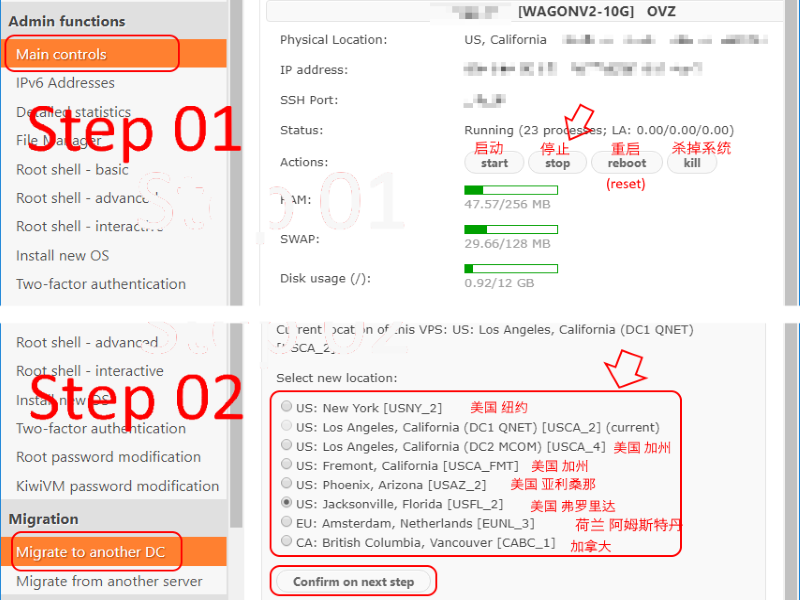 Admin functions
Main controls
IPv6 Addresses
Detailed statistics
File Manager
Root shell - basic
Root shell - advanced
Root shell - interactive
Install new OS
Two-factor authentication
Step 01
[WAGONV2-10G] OVZ
Physical Location: US, California
IP address:
SSH Port:
Status: Running (23 processes; LA: 0.00/0.00/0.00)
启动 停止 重启 杀掉系统
Actions: start stop reboot kill
(reset)
RAM:
47.57/256 MB
SWAP:
29.66/128 MB
Disk usage (/):
0.92/12 GB
Step 01
Root shell - advanced
Root shell - interactive
Install new OS
Two-factor authentication
Root password modification
KiwiVM password modification
Migration
Migrate to another DC
Migrate from another server
Step 02
Current location of this VPS: US: Los Angeles, California (DC1 QNET)
[USCA_2]
Select new location:
US: New York [USNY_2] 美国 纽约
US: Los Angeles, California (DC1 QNET) [USCA_2] (current)
US: Los Angeles, California (DC2 MCOM) [USCA_4] 美国 加州
US: Fremont, California [USCA_FMT] 美国 加州
US: Phoenix, Arizona [USAZ_2] 美国 亚利桑那
US: Jacksonville, Florida [USFL_2] 美国 弗罗里达
EU: Amsterdam, Netherlands [EUNL_3] 荷兰 阿姆斯特丹
CA: British Columbia, Vancouver [CABC_1] 加拿大
Confirm on next step